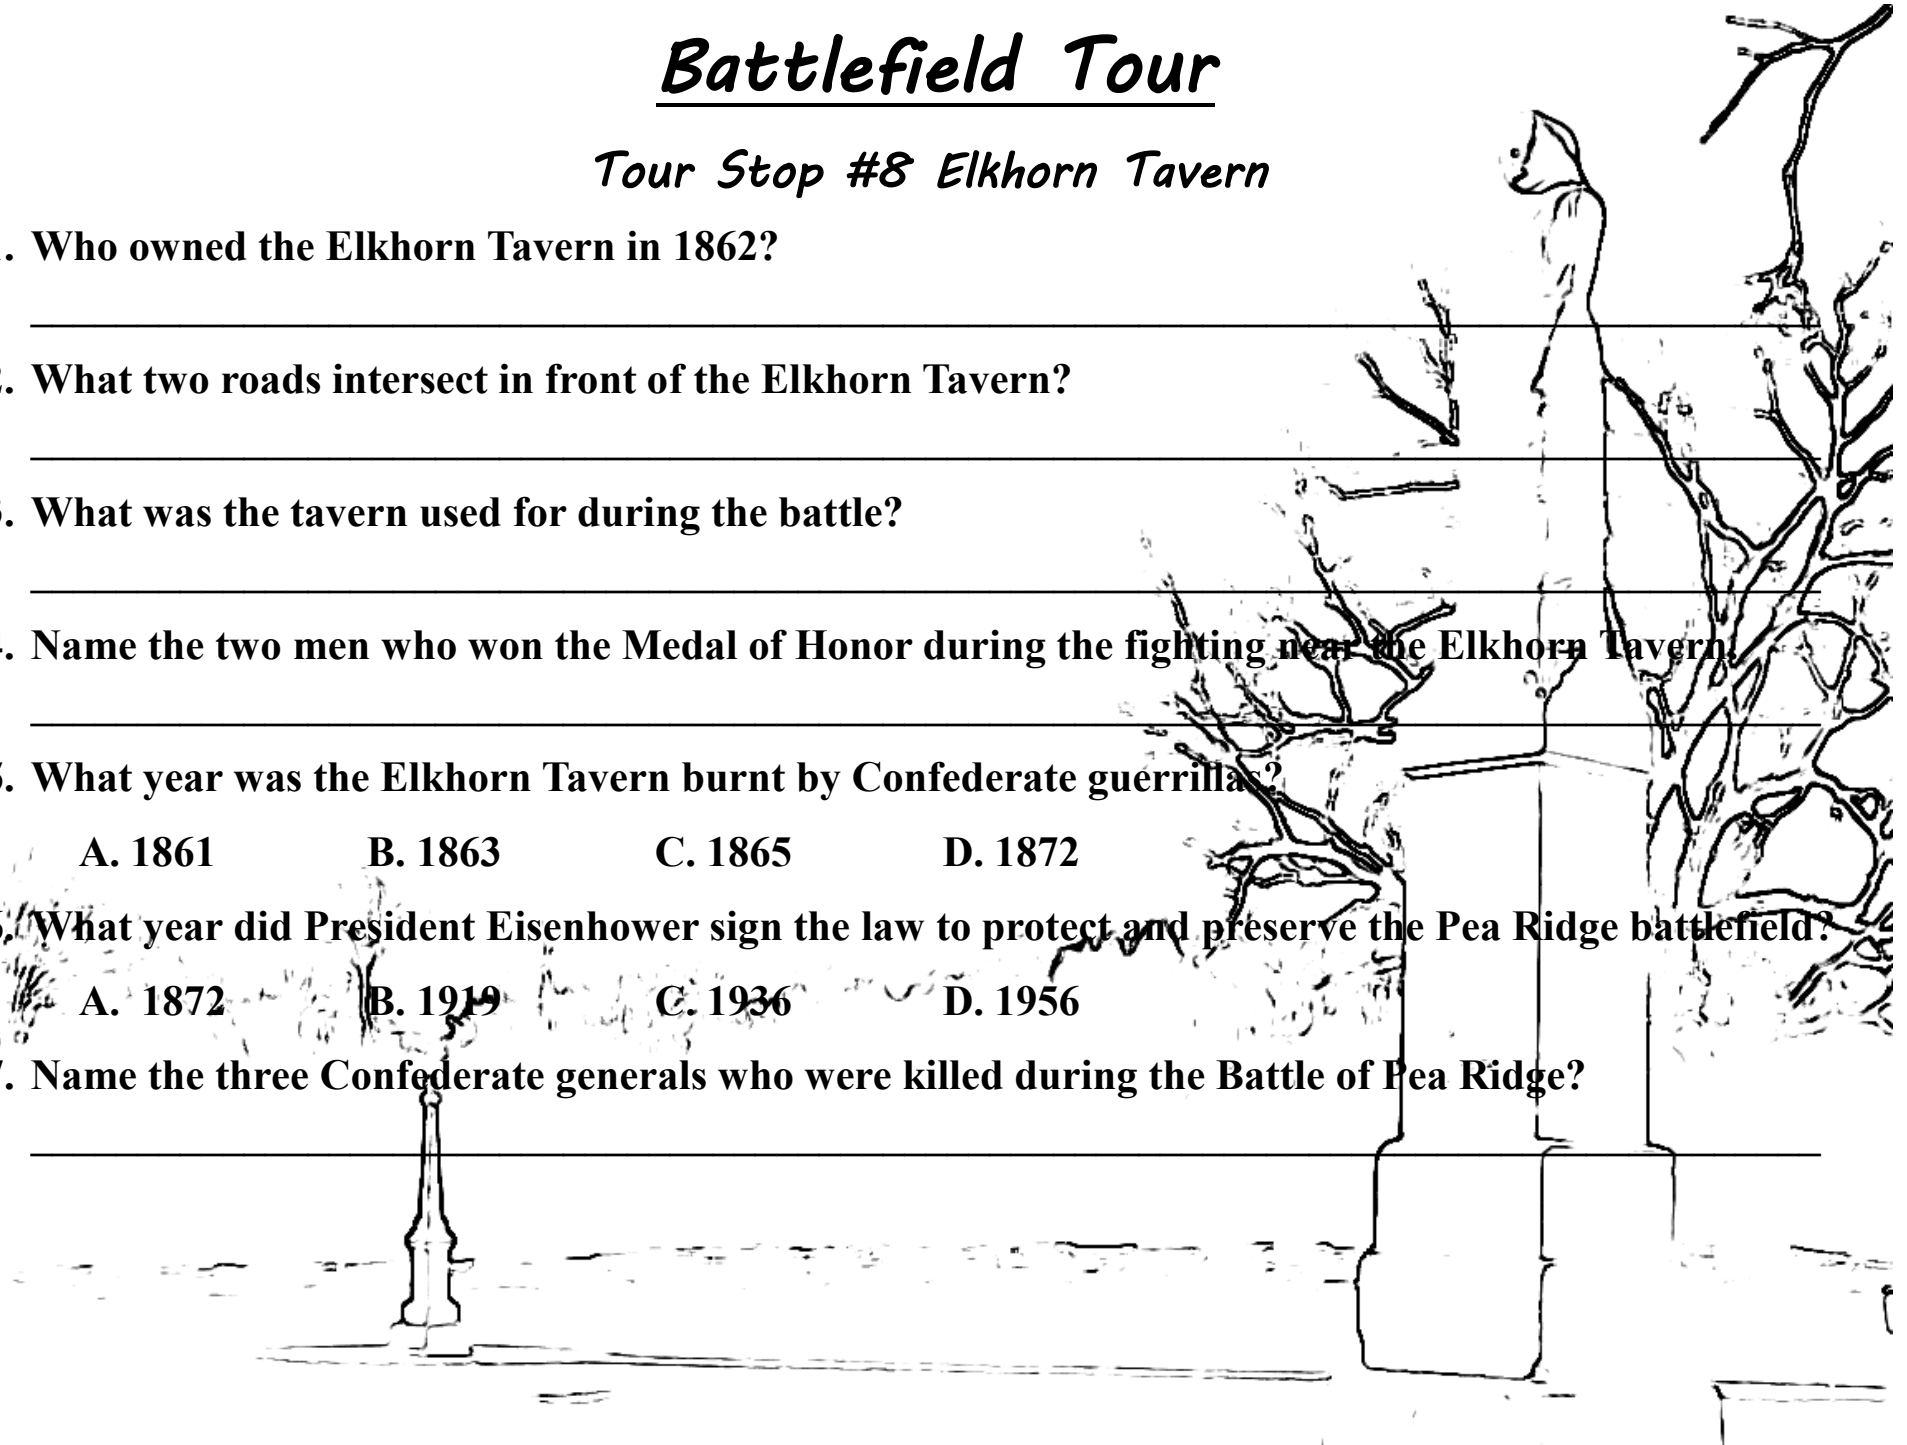 Battlefield Tour
Tour Stop #8 Elkhorn Tavern
. Who owned the Elkhorn Tavern in 1862?
. What two roads intersect in front of the Elkhorn Tavern?
. What was the tavern used for during the battle?
. Name the two men who won the Medal of Honor during the fighting near the Elkhorn Tavern.
. What year was the Elkhorn Tavern burnt by Confederate guerrillas?
A. 1861 B. 1863 C. 1865 D. 1872
. What year did President Eisenhower sign the law to protect and preserve the Pea Ridge battlefield?
A. 1872 B. 1919 C. 1936 D. 1956
. Name the three Confederate generals who were killed during the Battle of Pea Ridge?